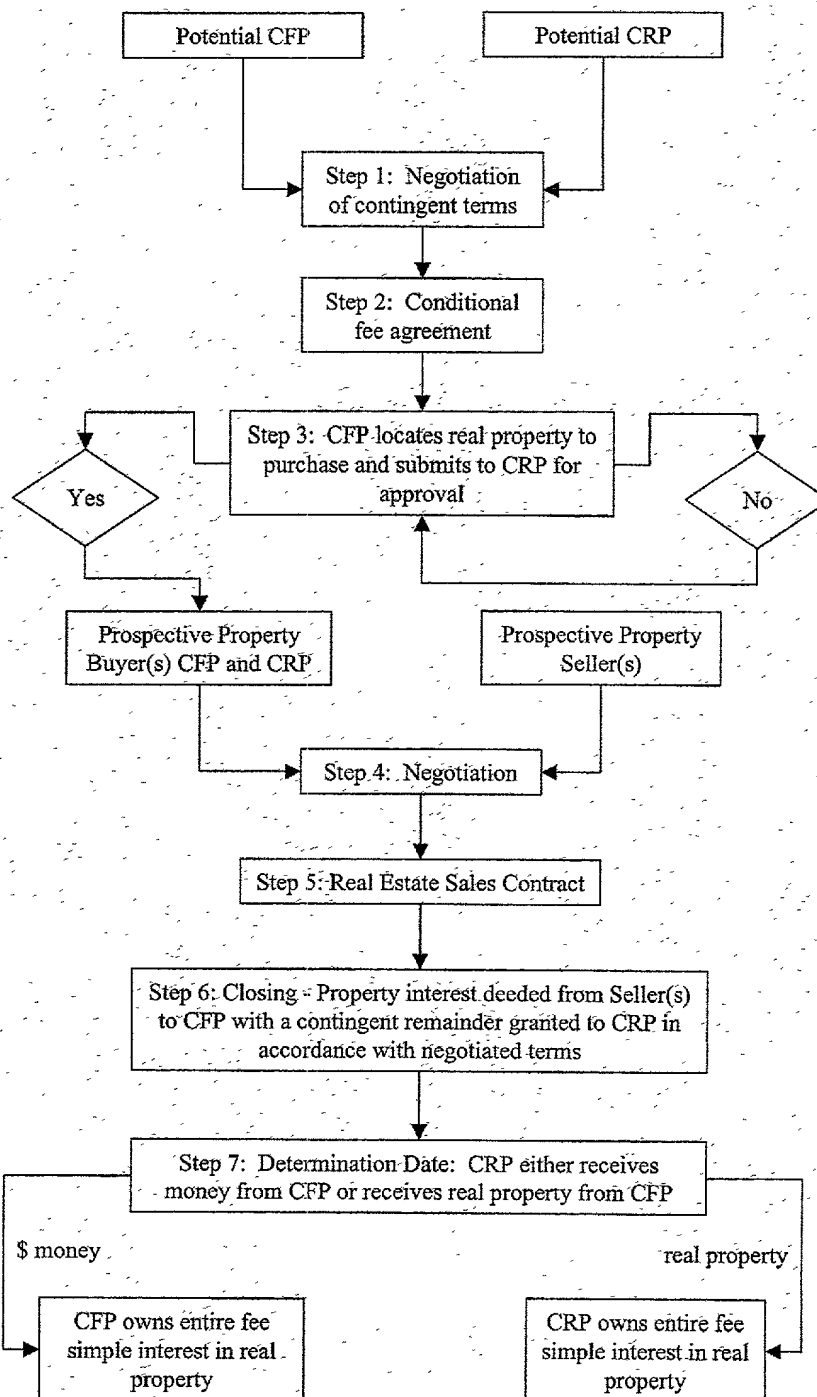 Potential CFP
Potential CRP
Step 1: Negotiation
of contingent terms
Step 2: Conditional
fee agreement
Step 3: CFP locates real property to
purchase and submits to CRP for
approval
Yes
No
Prospective Property
Buyer(s) CFP and CRP
Prospective Property
Seller(s)
Step 4: Negotiation
Step 5: Real Estate Sales Contract
Step 6: Closing - Property interest deeded from Seller(s)
to CFP with a contingent remainder granted to CRP in
accordance with negotiated terms
Step 7: Determination Date: CRP either receives
money from CFP or receives real property from CFP
$ money
real property
CFP owns entire fee
simple interest in real
property
CRP owns entire fee
simple interest in real
property